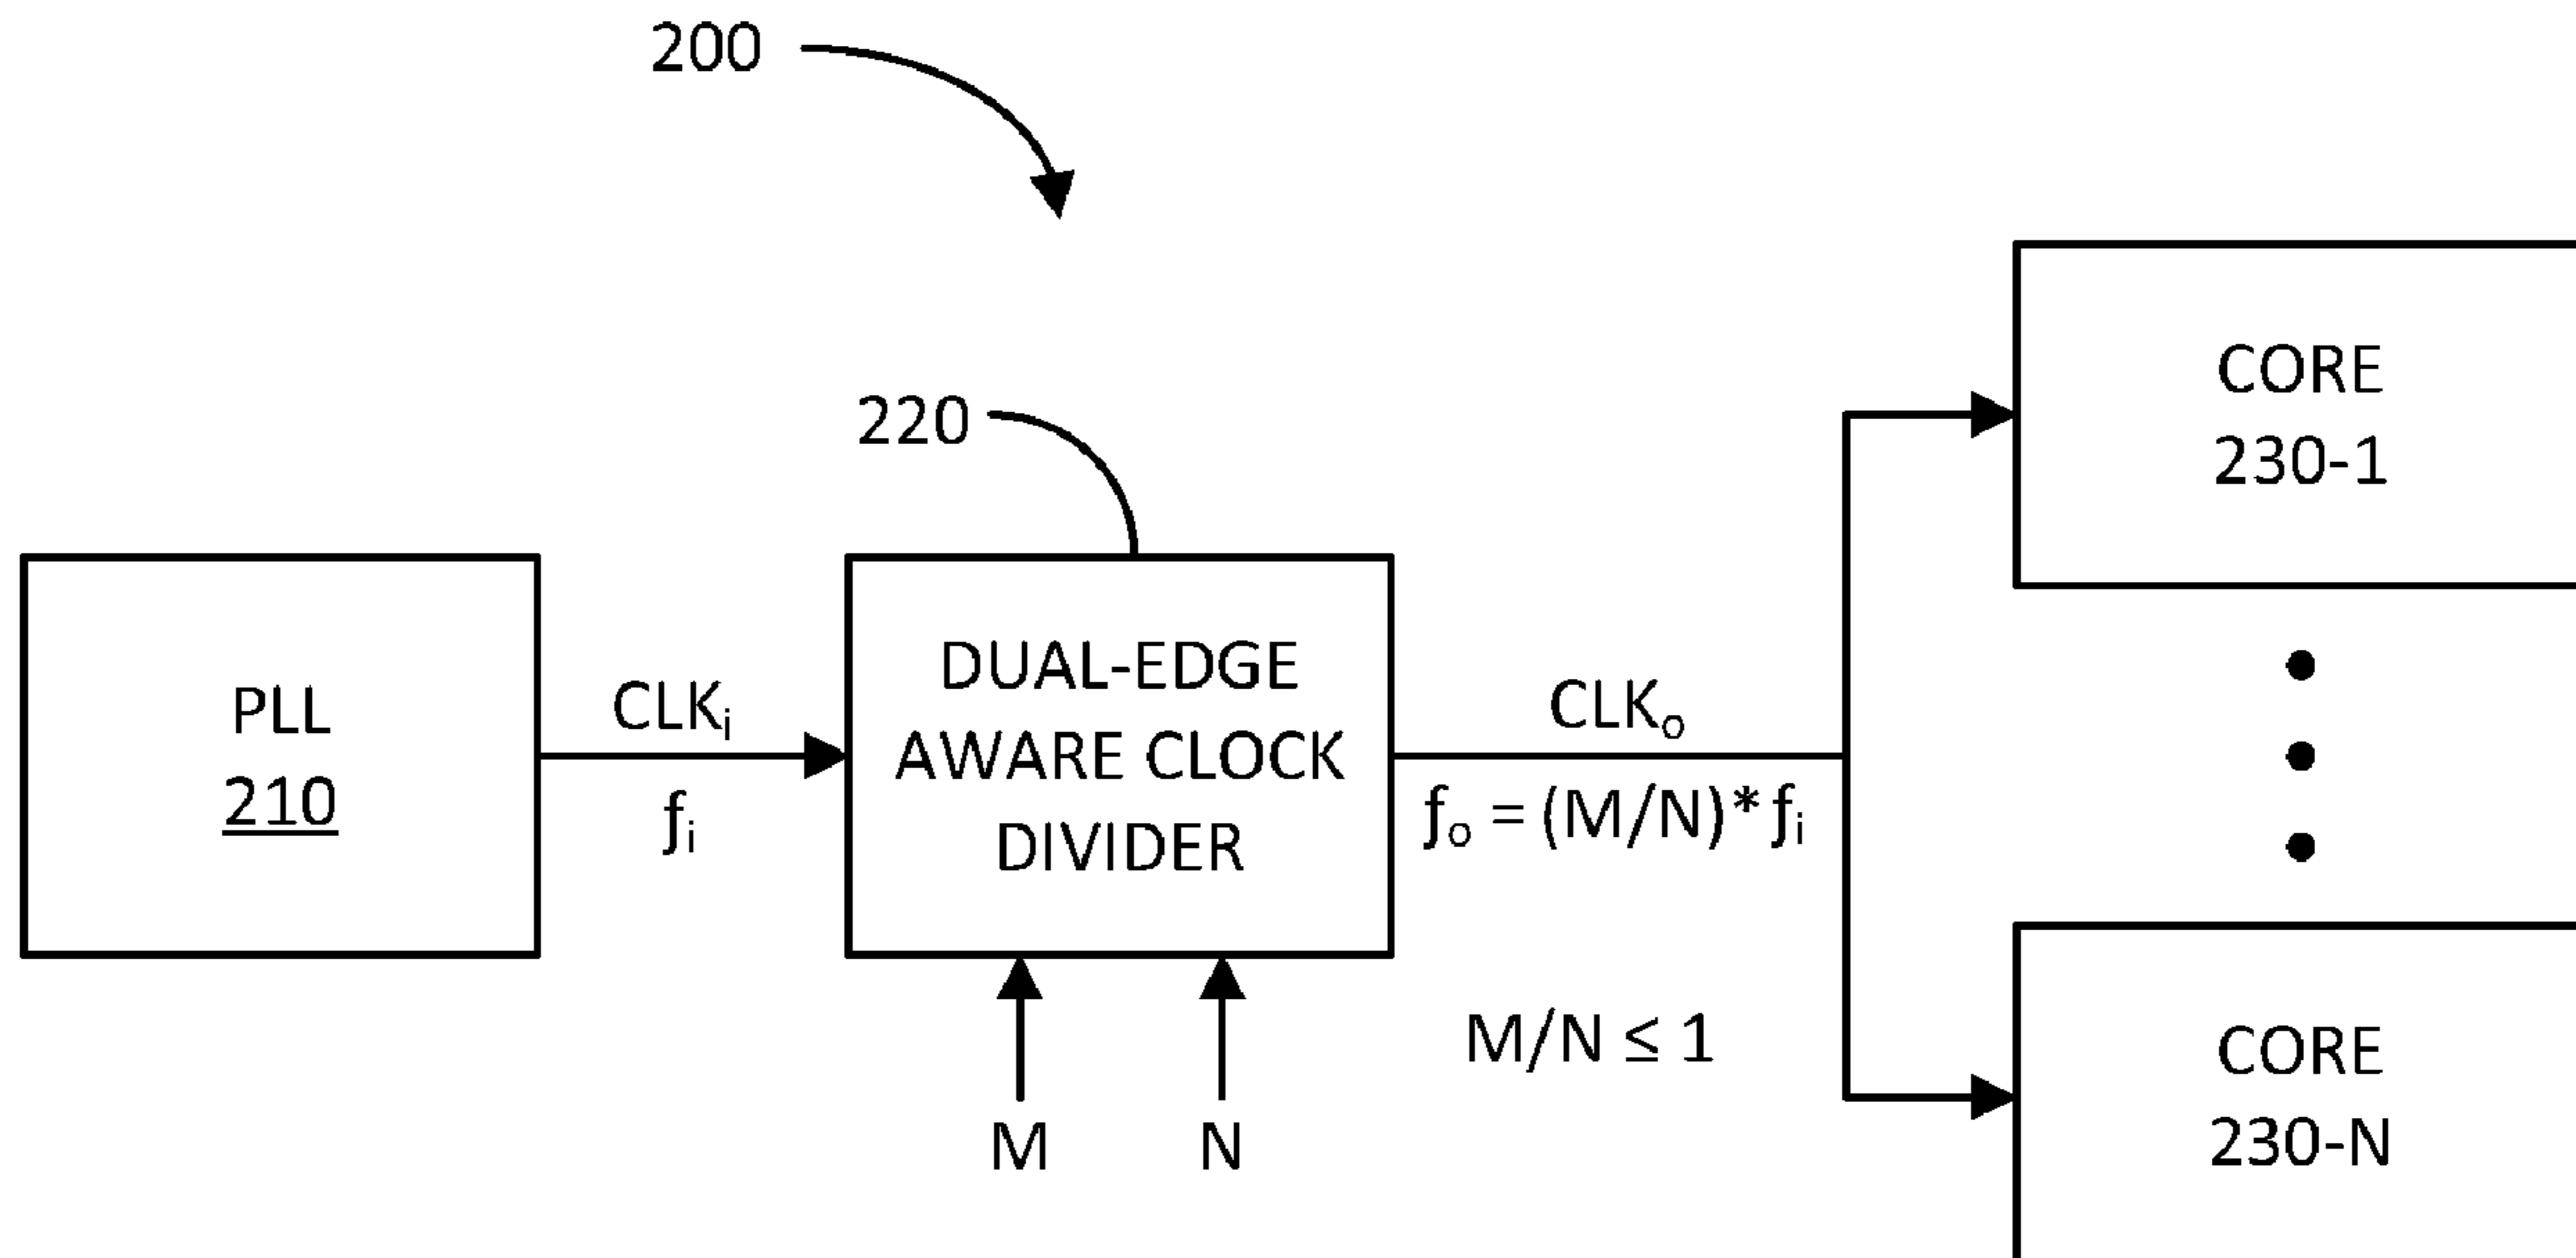 200
220
PLL
210
CLKi
fi
DUAL-EDGE
AWARE CLOCK
DIVIDER
M
N
CLKo
fo = (M/N)* fi
M/N ≤ 1
CORE
230-1
CORE
230-N